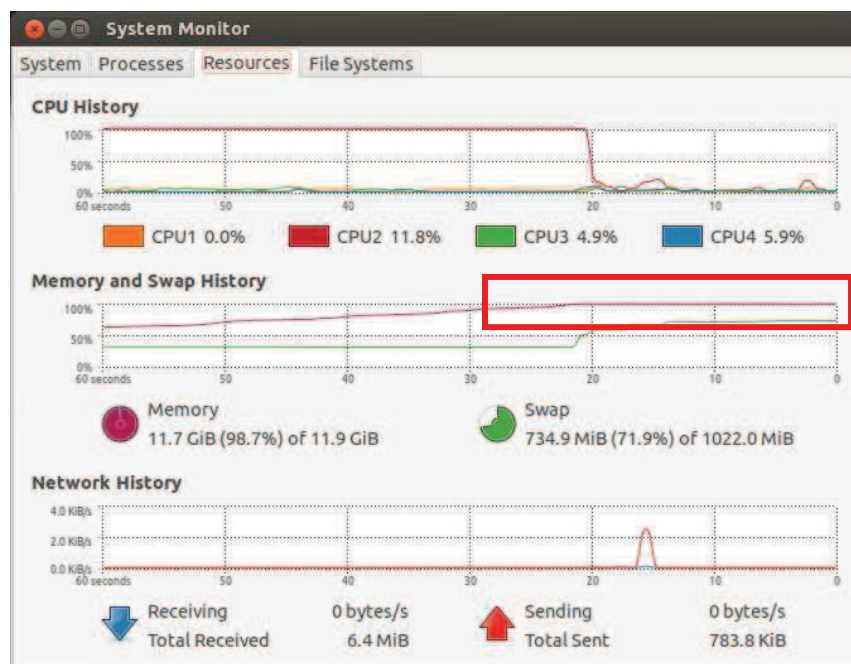 System Monitor
System Processes Resources File Systems
CPU History
100%
50%
0%
60 seconds 50 40 30 20 10 0
CPU1 0.0% CPU2 11.8% CPU3 4.9% CPU4 5.9%
Memory and Swap History
100%
50%
0%
60 seconds 50 40 30 20 10 0
Memory Swap
11.7 GiB (98.7%) of 11.9 GiB 734.9 MiB (71.9%) of 1022.0 MiB
Network History
4.0 KiB/s
2.0 KiB/s
0.0 KiB/s
60 seconds 50 40 30 20 10 0
Receiving 0 bytes/s Sending 0 bytes/s
Total Received 6.4 MiB Total Sent 783.8 KiB